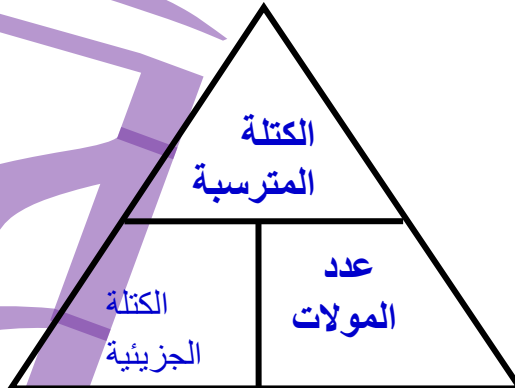 الكتلة
المترسبة
عدد
المولات
الكتلة
الجزيئية